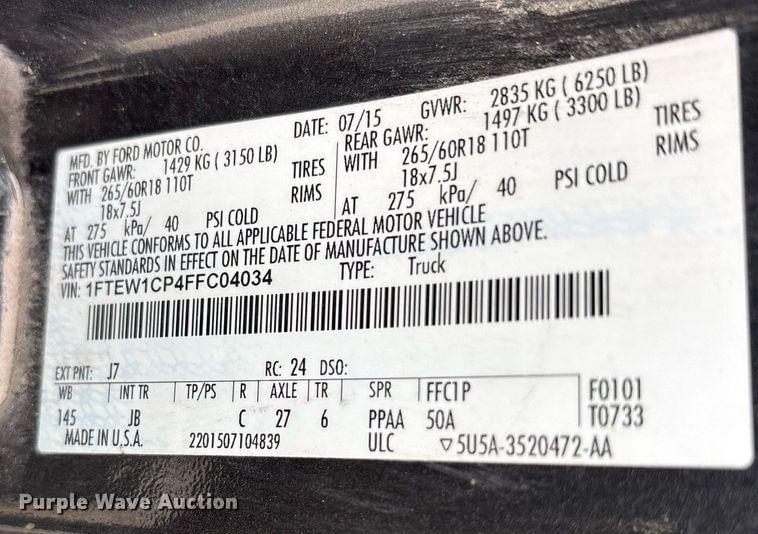 MFD. BY FORD MOTOR CO. DATE: 07/15 GVWR: 2835 KG ( 6250 LB)
FRONT GAWR: 1429 KG ( 3150 LB) REAR GAWR: 1497 KG ( 3300 LB)
WITH 265/60R18 110T TIRES WITH 265/60R18 110T TIRES
18x7.5J RIMS 18x7.5J RIMS
AT 275 kPa/ 40 PSI COLD AT 275 kPa/ 40 PSI COLD
THIS VEHICLE CONFORMS TO ALL APPLICABLE FEDERAL MOTOR VEHICLE
SAFETY STANDARDS IN EFFECT ON THE DATE OF MANUFACTURE SHOWN ABOVE.
VIN: 1FTEW1CP4FFC04034 TYPE: Truck
EXT PNT: J7 RC: 24 DSO:
WB INT TR TP/PS R AXLE TR SPR FFC1P F0101
145 JB C 27 6 PPAA 50A T0733
MADE IN U.S.A. 2201507104839 ULC ▽5U5A-3520472-AA
Purple Wave Auction